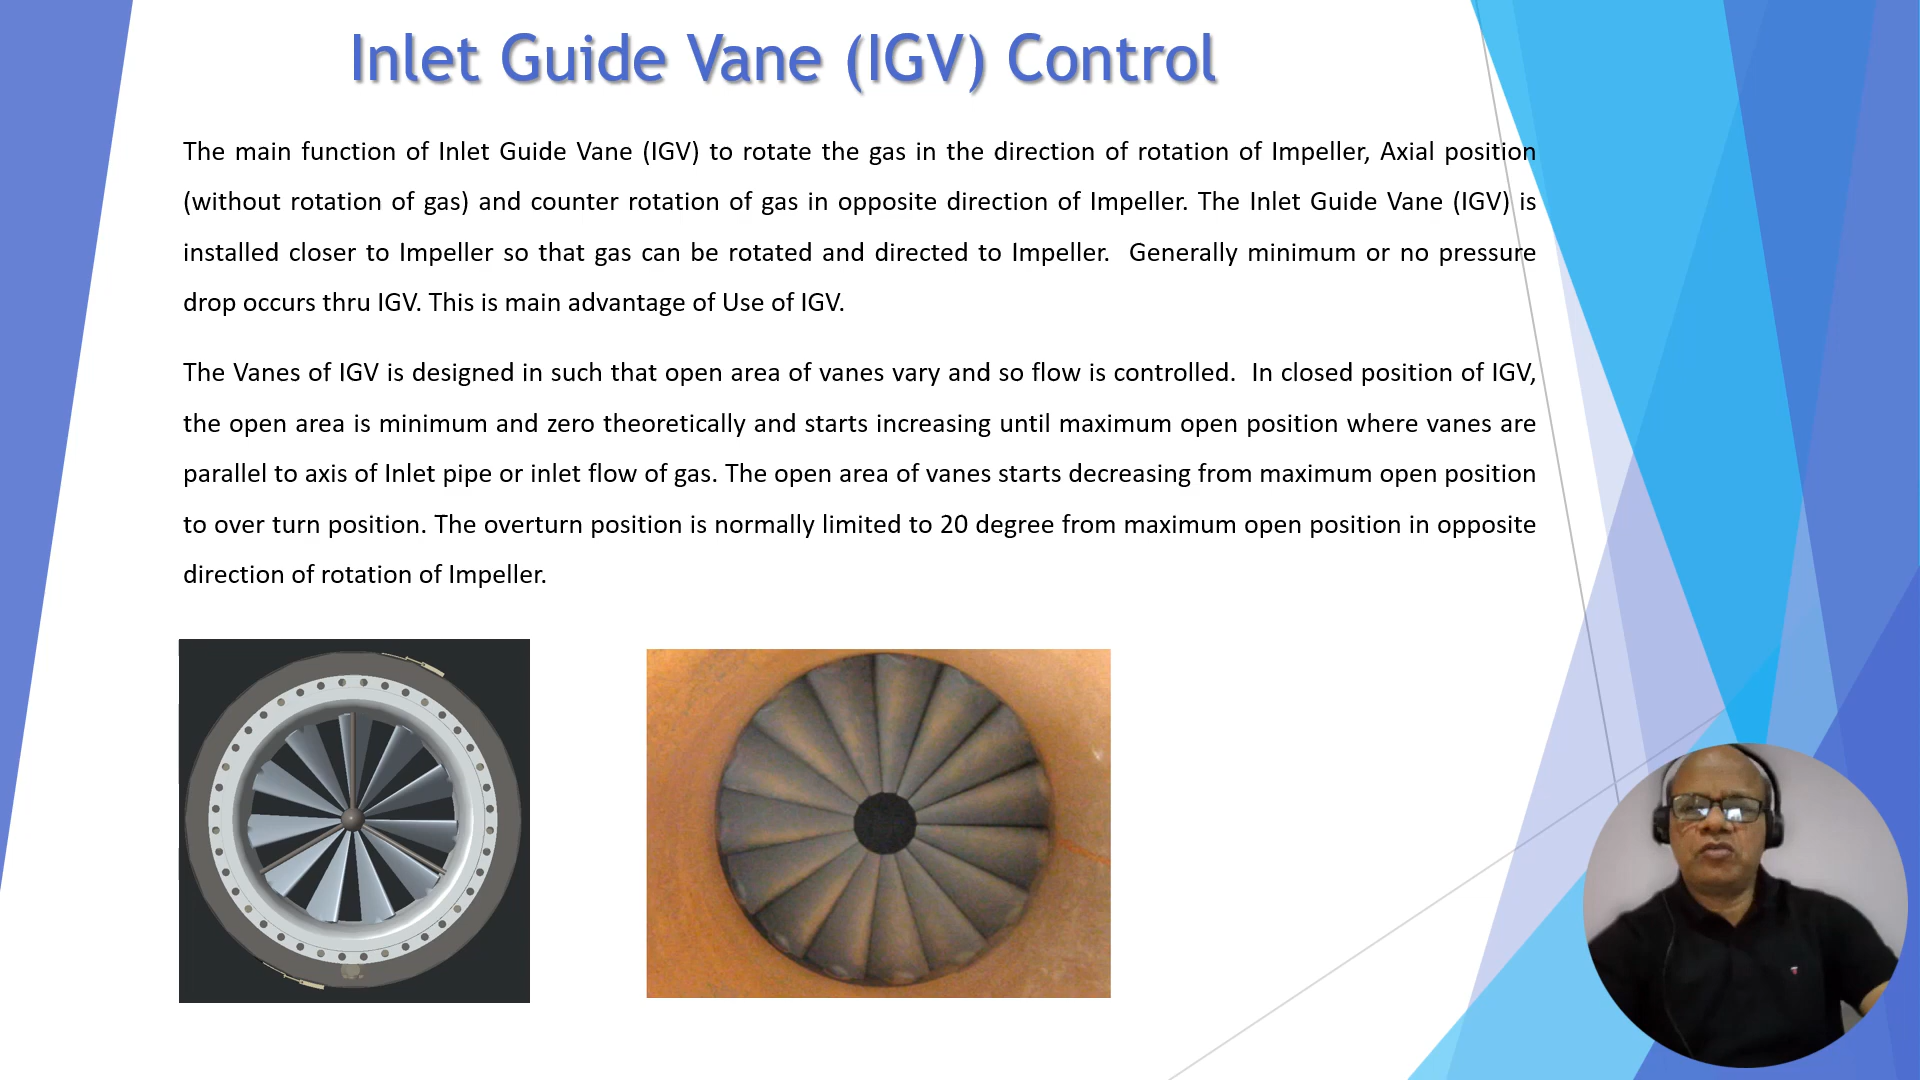 Inlet Guide Vane (IGV) Control
The main function of Inlet Guide Vane (IGV) to rotate the gas in the direction of rotation of Impeller, Axial position
(without rotation of gas) and counter rotation of gas in opposite direction of Impeller. The Inlet Guide Vane (IGV) is
installed closer to Impeller so that gas can be rotated and directed to Impeller.  Generally minimum or no pressure
drop occurs thru IGV. This is main advantage of Use of IGV.
The Vanes of IGV is designed in such that open area of vanes vary and so flow is controlled.  In closed position of IGV,
the open area is minimum and zero theoretically and starts increasing until maximum open position where vanes are
parallel to axis of Inlet pipe or inlet flow of gas. The open area of vanes starts decreasing from maximum open position
to over turn position. The overturn position is normally limited to 20 degree from maximum open position in opposite
direction of rotation of Impeller.